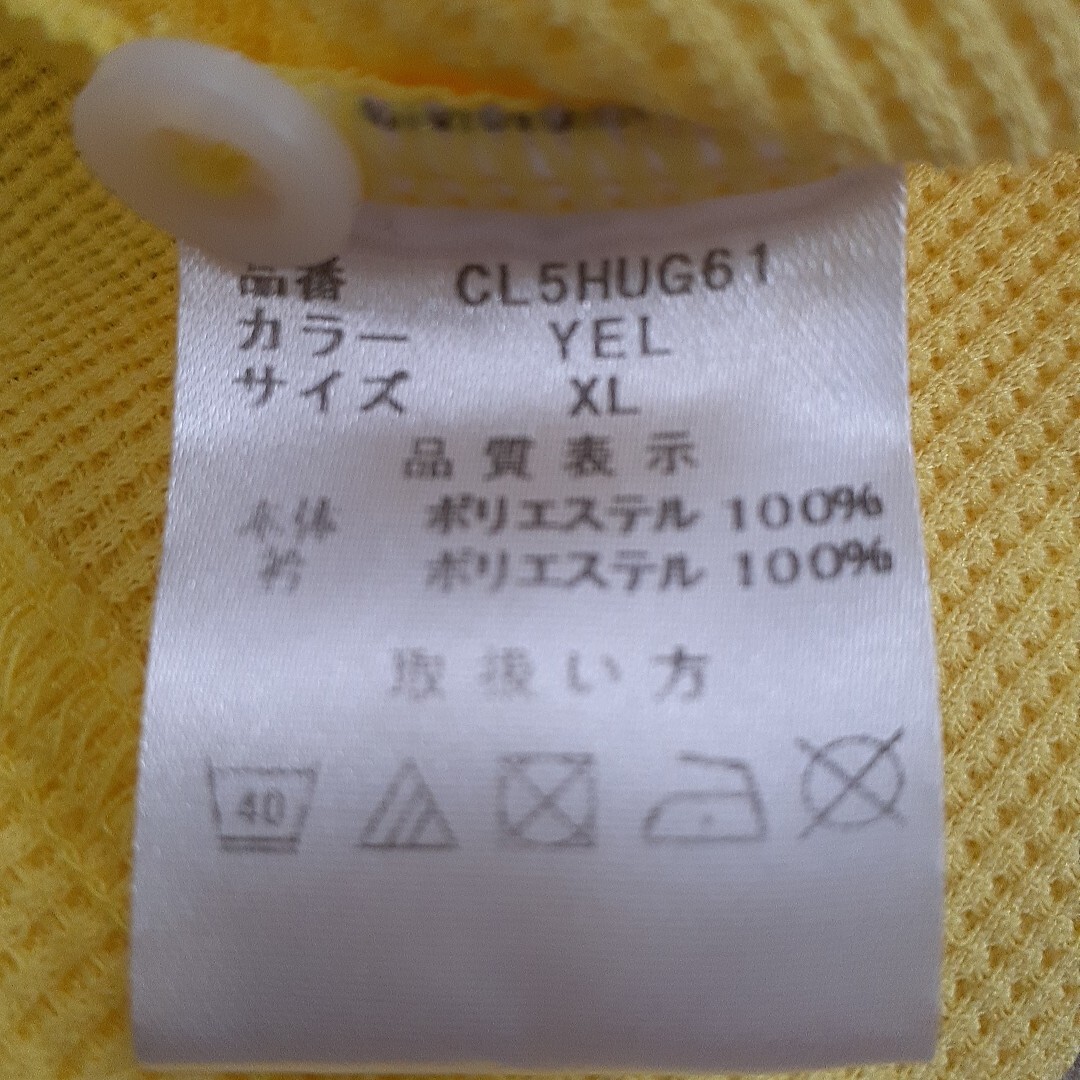 品番 CL5HUG61
カラー YEL
サイズ XL
品質表示
本体 ポリエステル 100%
衿 ポリエステル 100%
取扱い方
40